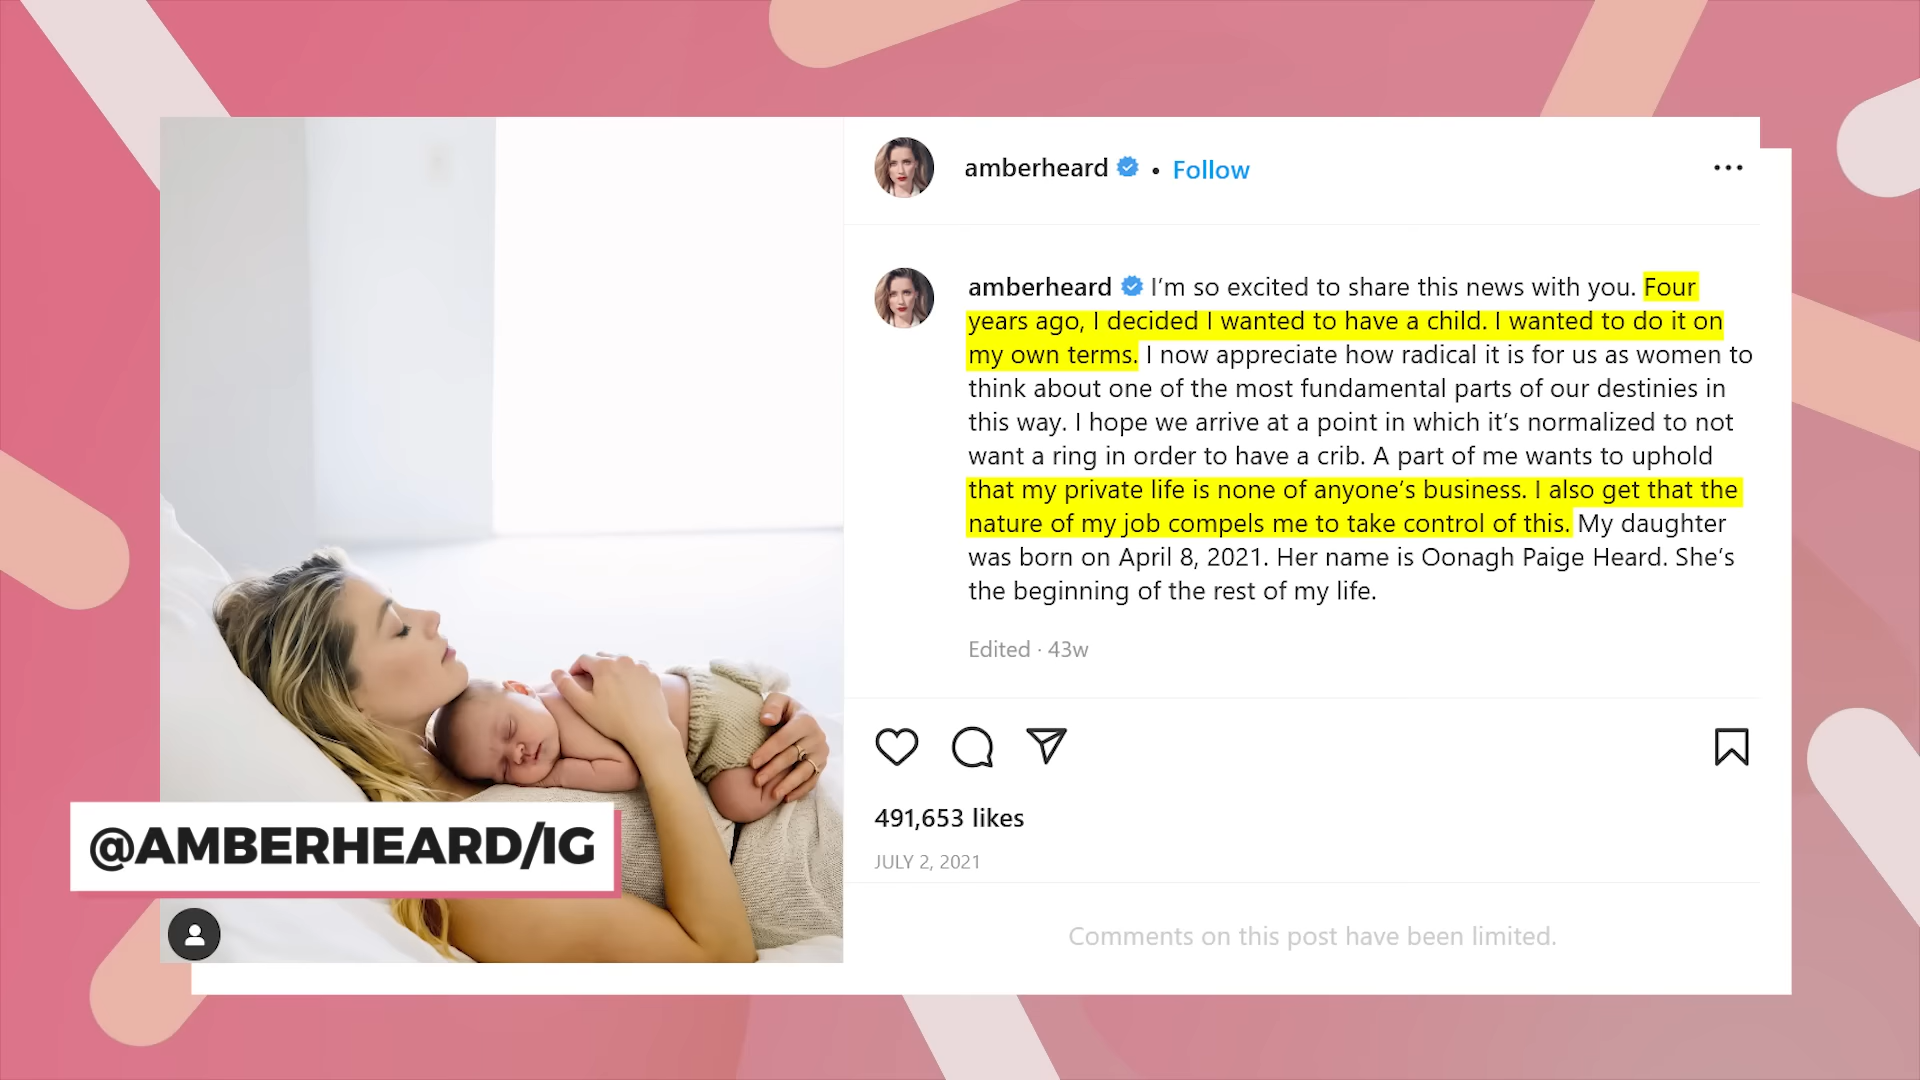 amberheard • Follow
amberheard I’m so excited to share this news with you. Four
years ago, I decided I wanted to have a child. I wanted to do it on
my own terms. I now appreciate how radical it is for us as women to
think about one of the most fundamental parts of our destinies in
this way. I hope we arrive at a point in which it’s normalized to not
want a ring in order to have a crib. A part of me wants to uphold
that my private life is none of anyone’s business. I also get that the
nature of my job compels me to take control of this. My daughter
was born on April 8, 2021. Her name is Oonagh Paige Heard. She’s
the beginning of the rest of my life.
Edited · 43w
491,653 likes
JULY 2, 2021
Comments on this post have been limited.
@AMBERHEARD/IG